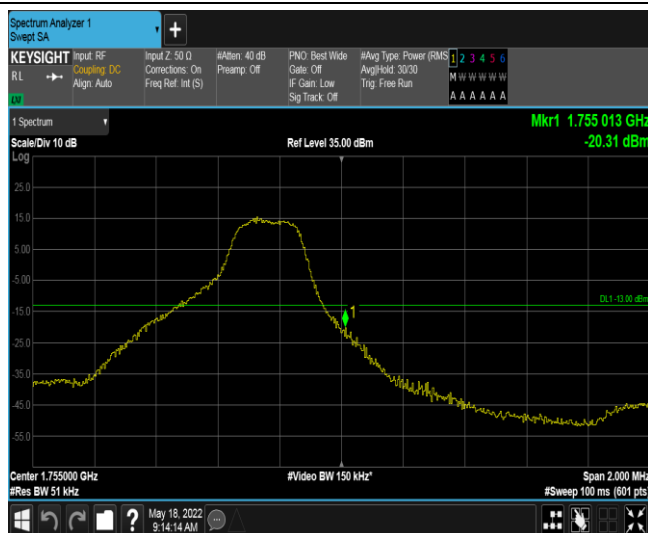 Spectrum Analyzer 1
Swept SA
+
KEYSIGHT
RL
LXI
Input: RF
Coupling: DC
Align: Auto
Input Z: 50 Ω
Corrections: On
Freq Ref: Int (S)
#Atten: 40 dB
Preamp: Off
PNO: Best Wide
Gate: Off
IF Gain: Low
Sig Track: Off
#Avg Type: Power (RMS
Avg|Hold: 30/30
Trig: Free Run
1 2 3 4 5 6
M W W W W W
A A A A A A
1 Spectrum
Mkr1 1.755 013 GHz
Scale/Div 10 dB
Ref Level 35.00 dBm
-20.31 dBm
Log
25.0
15.0
5.00
-5.00
DL1 -13.00 dBm
1
-15.0
-25.0
-35.0
-45.0
-55.0
Center 1.755000 GHz
#Video BW 150 kHz*
Span 2.000 MHz
#Res BW 51 kHz
#Sweep 100 ms (601 pts)
?
May 18, 2022
9:14:14 AM